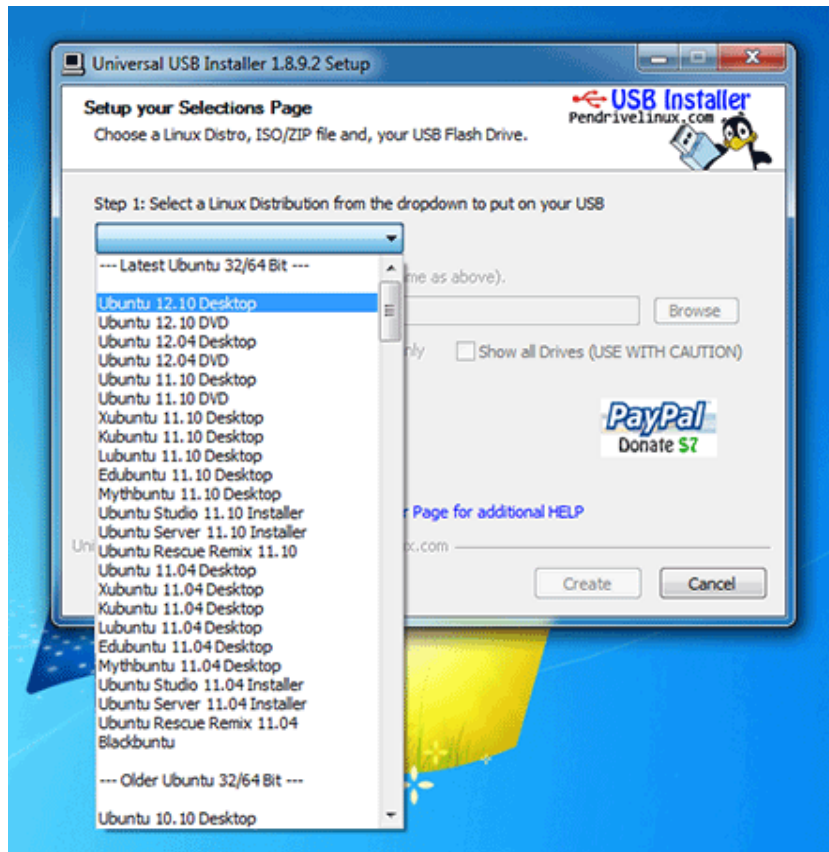 Universal USB Installer 1.8.9.2 Setup
Setup your Selections Page
Choose a Linux Distro, ISO/ZIP file and, your USB Flash Drive.
USB Installer
Pendrivelinux.com
Step 1: Select a Linux Distribution from the dropdown to put on your USB
--- Latest Ubuntu 32/64 Bit ---
as above).
Ubuntu 12.10 Desktop
Browse
Ubuntu 12.10 DVD
Ubuntu 12.04 Desktop
Show all Drives (USE WITH CAUTION)
Ubuntu 12.04 DVD
Ubuntu 11.10 Desktop
Ubuntu 11.10 DVD
Xubuntu 11.10 Desktop
PayPal
Kubuntu 11.10 Desktop
Donate $7
Lubuntu 11.10 Desktop
Edubuntu 11.10 Desktop
Mythbuntu 11.10 Desktop
Ubuntu Studio 11.10 Installer
Page for additional HELP
Ubuntu Server 11.10 Installer
Ubuntu Rescue Remix 11.10
Ubuntu 11.04 Desktop
Create
Cancel
Xubuntu 11.04 Desktop
Kubuntu 11.04 Desktop
Lubuntu 11.04 Desktop
Edubuntu 11.04 Desktop
Mythbuntu 11.04 Desktop
Ubuntu Studio 11.04 Installer
Ubuntu Server 11.04 Installer
Ubuntu Rescue Remix 11.04
Blackbuntu
--- Older Ubuntu 32/64 Bit ---
Ubuntu 10.10 Desktop